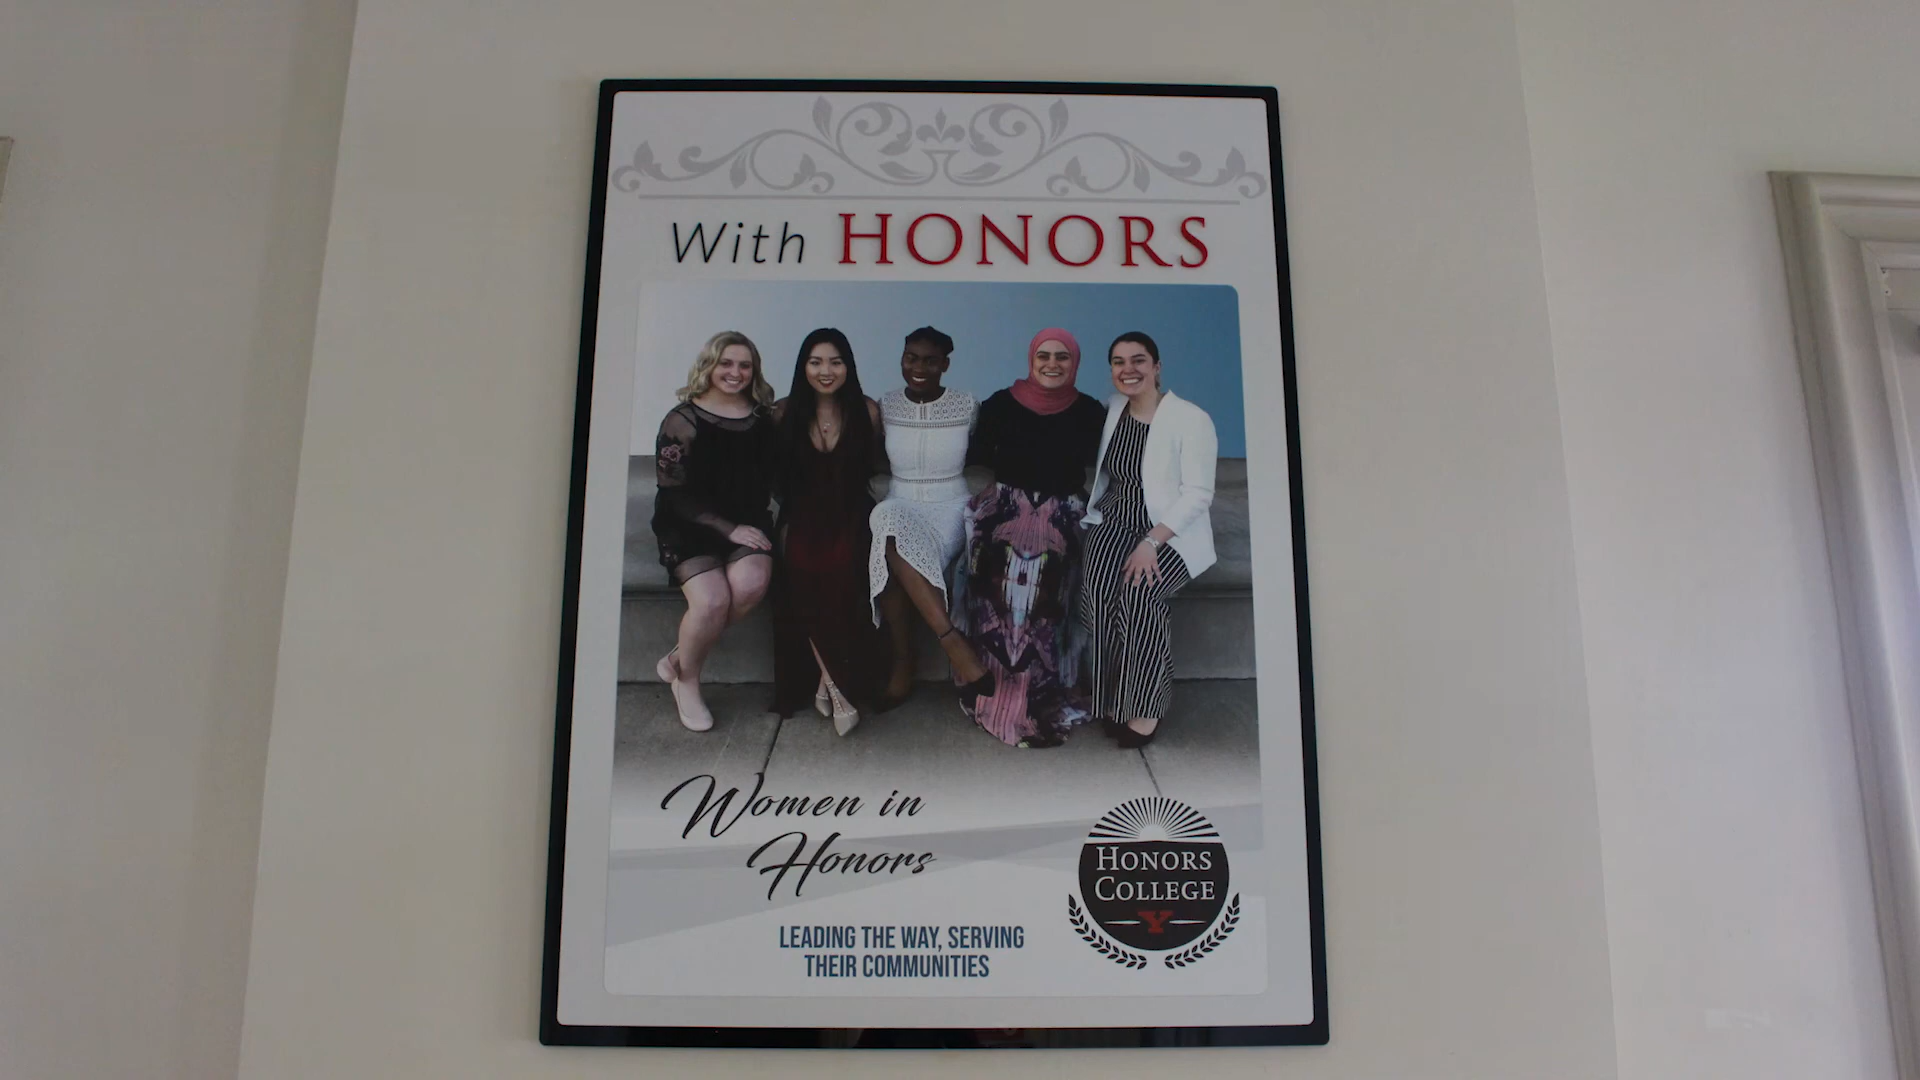 With HONORS
Women in
Honors
LEADING THE WAY, SERVING
THEIR COMMUNITIES
HONORS
COLLEGE
Y